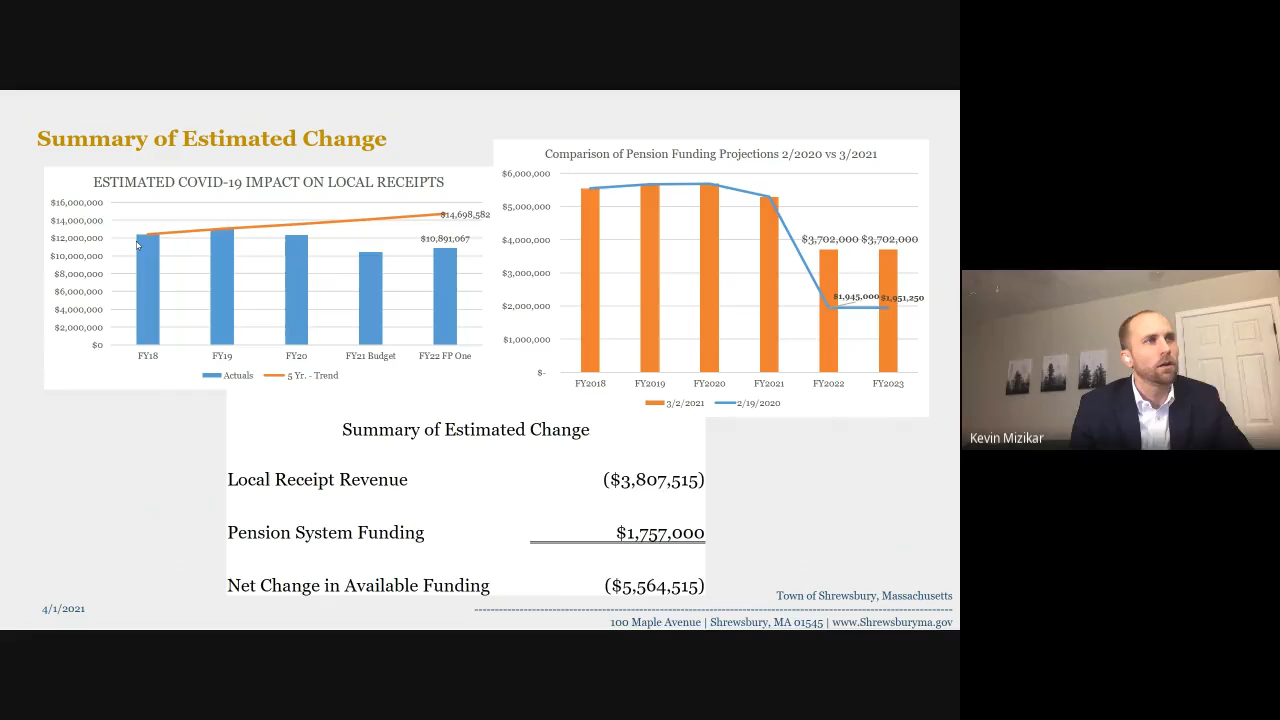 Summary of Estimated Change
ESTIMATED COVID-19 IMPACT ON LOCAL RECEIPTS
$16,000,000
$14,000,000
$12,000,000
$10,000,000
$8,000,000
$6,000,000
$4,000,000
$2,000,000
$0
$14,698,582
$10,891,067
FY18 FY19 FY20 FY21 Budget FY22 FP One
Actuals 5 Yr. - Trend
Comparison of Pension Funding Projections 2/2020 vs 3/2021
$6,000,000
$5,000,000
$4,000,000
$3,000,000
$2,000,000
$1,000,000
$-
$3,702,000 $3,702,000
$1,945,000 $1,951,250
FY2018 FY2019 FY2020 FY2021 FY2022 FY2023
3/2/2021 2/19/2020
Summary of Estimated Change
Local Receipt Revenue ($3,807,515)
Pension System Funding $1,757,000
Net Change in Available Funding ($5,564,515)
4/1/2021
Town of Shrewsbury, Massachusetts
100 Maple Avenue | Shrewsbury, MA 01545 | www.Shrewsburyma.gov
Kevin Mizikar